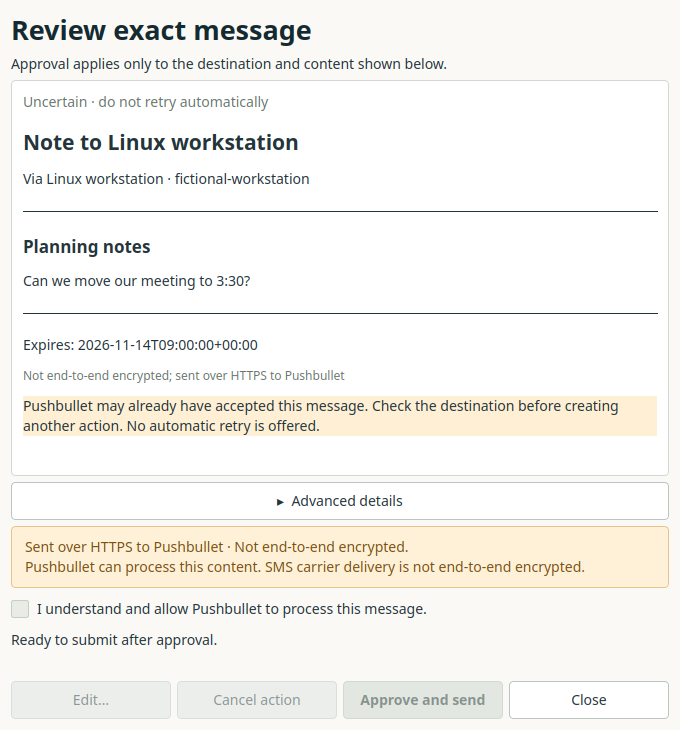 Review exact message
Approval applies only to the destination and content shown below.
Uncertain · do not retry automatically
Note to Linux workstation
Via Linux workstation · fictional-workstation
Planning notes
Can we move our meeting to 3:30?
Expires: 2026-11-14T09:00:00+00:00
Not end-to-end encrypted; sent over HTTPS to Pushbullet
Pushbullet may already have accepted this message. Check the destination before creating
another action. No automatic retry is offered.
▸ Advanced details
Sent over HTTPS to Pushbullet · Not end-to-end encrypted.
Pushbullet can process this content. SMS carrier delivery is not end-to-end encrypted.
I understand and allow Pushbullet to process this message.
Ready to submit after approval.
Edit... Cancel action Approve and send Close